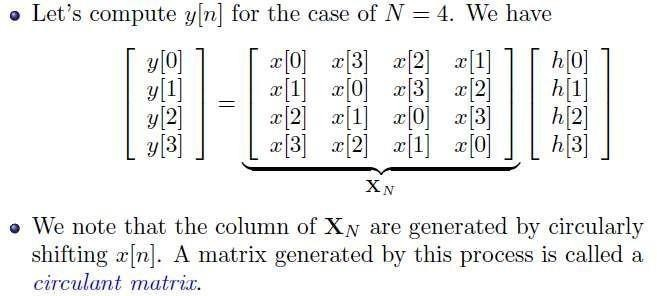 • Let's compute y[n] for the case of N = 4. We have
[ y[0] ] [ x[0] x[3] x[2] x[1] ] [ h[0] ]
[ y[1] ] = [ x[1] x[0] x[3] x[2] ] [ h[1] ]
[ y[2] ] [ x[2] x[1] x[0] x[3] ] [ h[2] ]
[ y[3] ] [ x[3] x[2] x[1] x[0] ] [ h[3] ]
X_N
• We note that the column of X_N are generated by circularly
shifting x[n]. A matrix generated by this process is called a
circulant matrix.